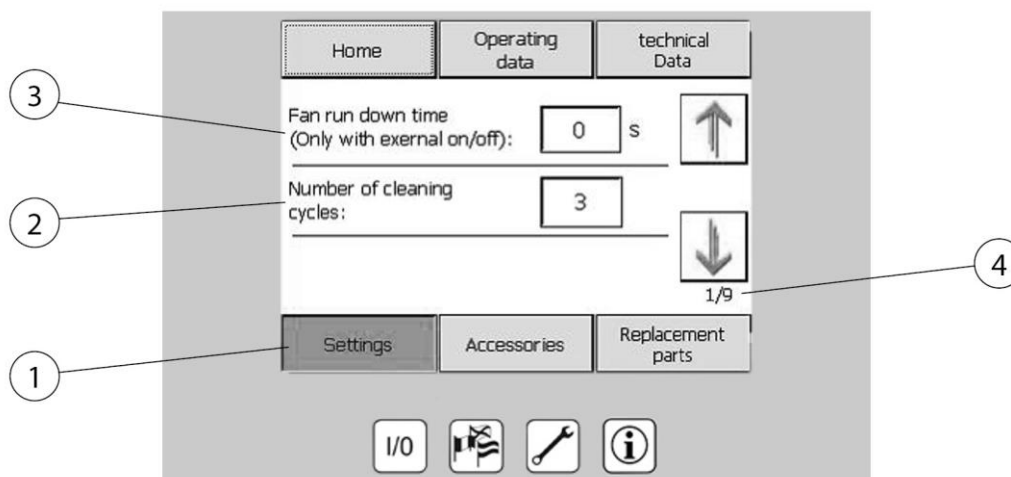 Home
Operating
data
technical
Data
3
Fan run down time
(Only with exernal on/off):
0
s
2
Number of cleaning
cycles:
3
4
1/9
1
Settings
Accessories
Replacement
parts
I/0
i